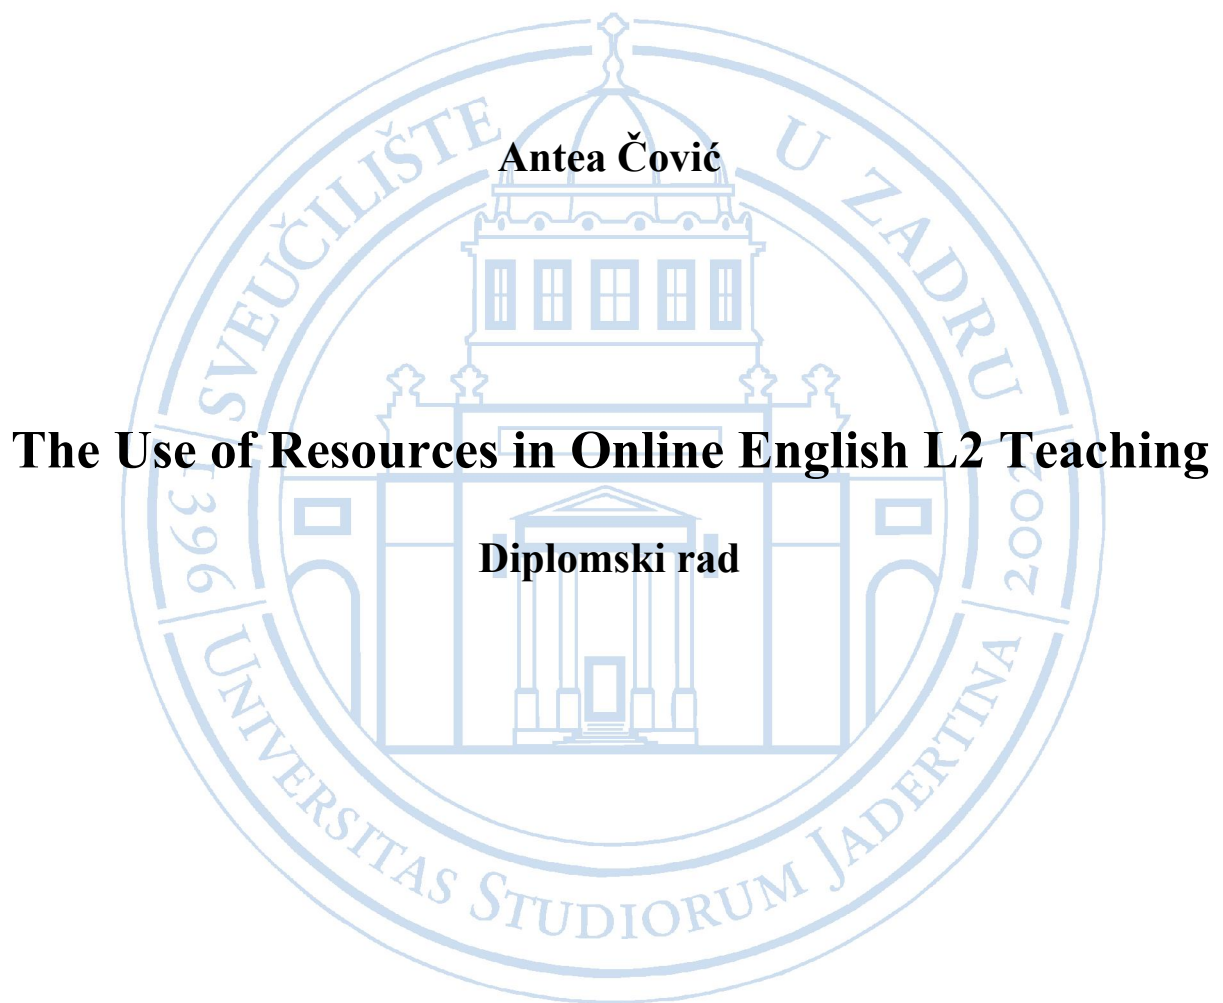 Antea Čović
The Use of Resources in Online English L2 Teaching
Diplomski rad
SVEUČILIŠTE U ZADRU
1396
2002
UNIVERSITAS STUDIORUM JADERTINA